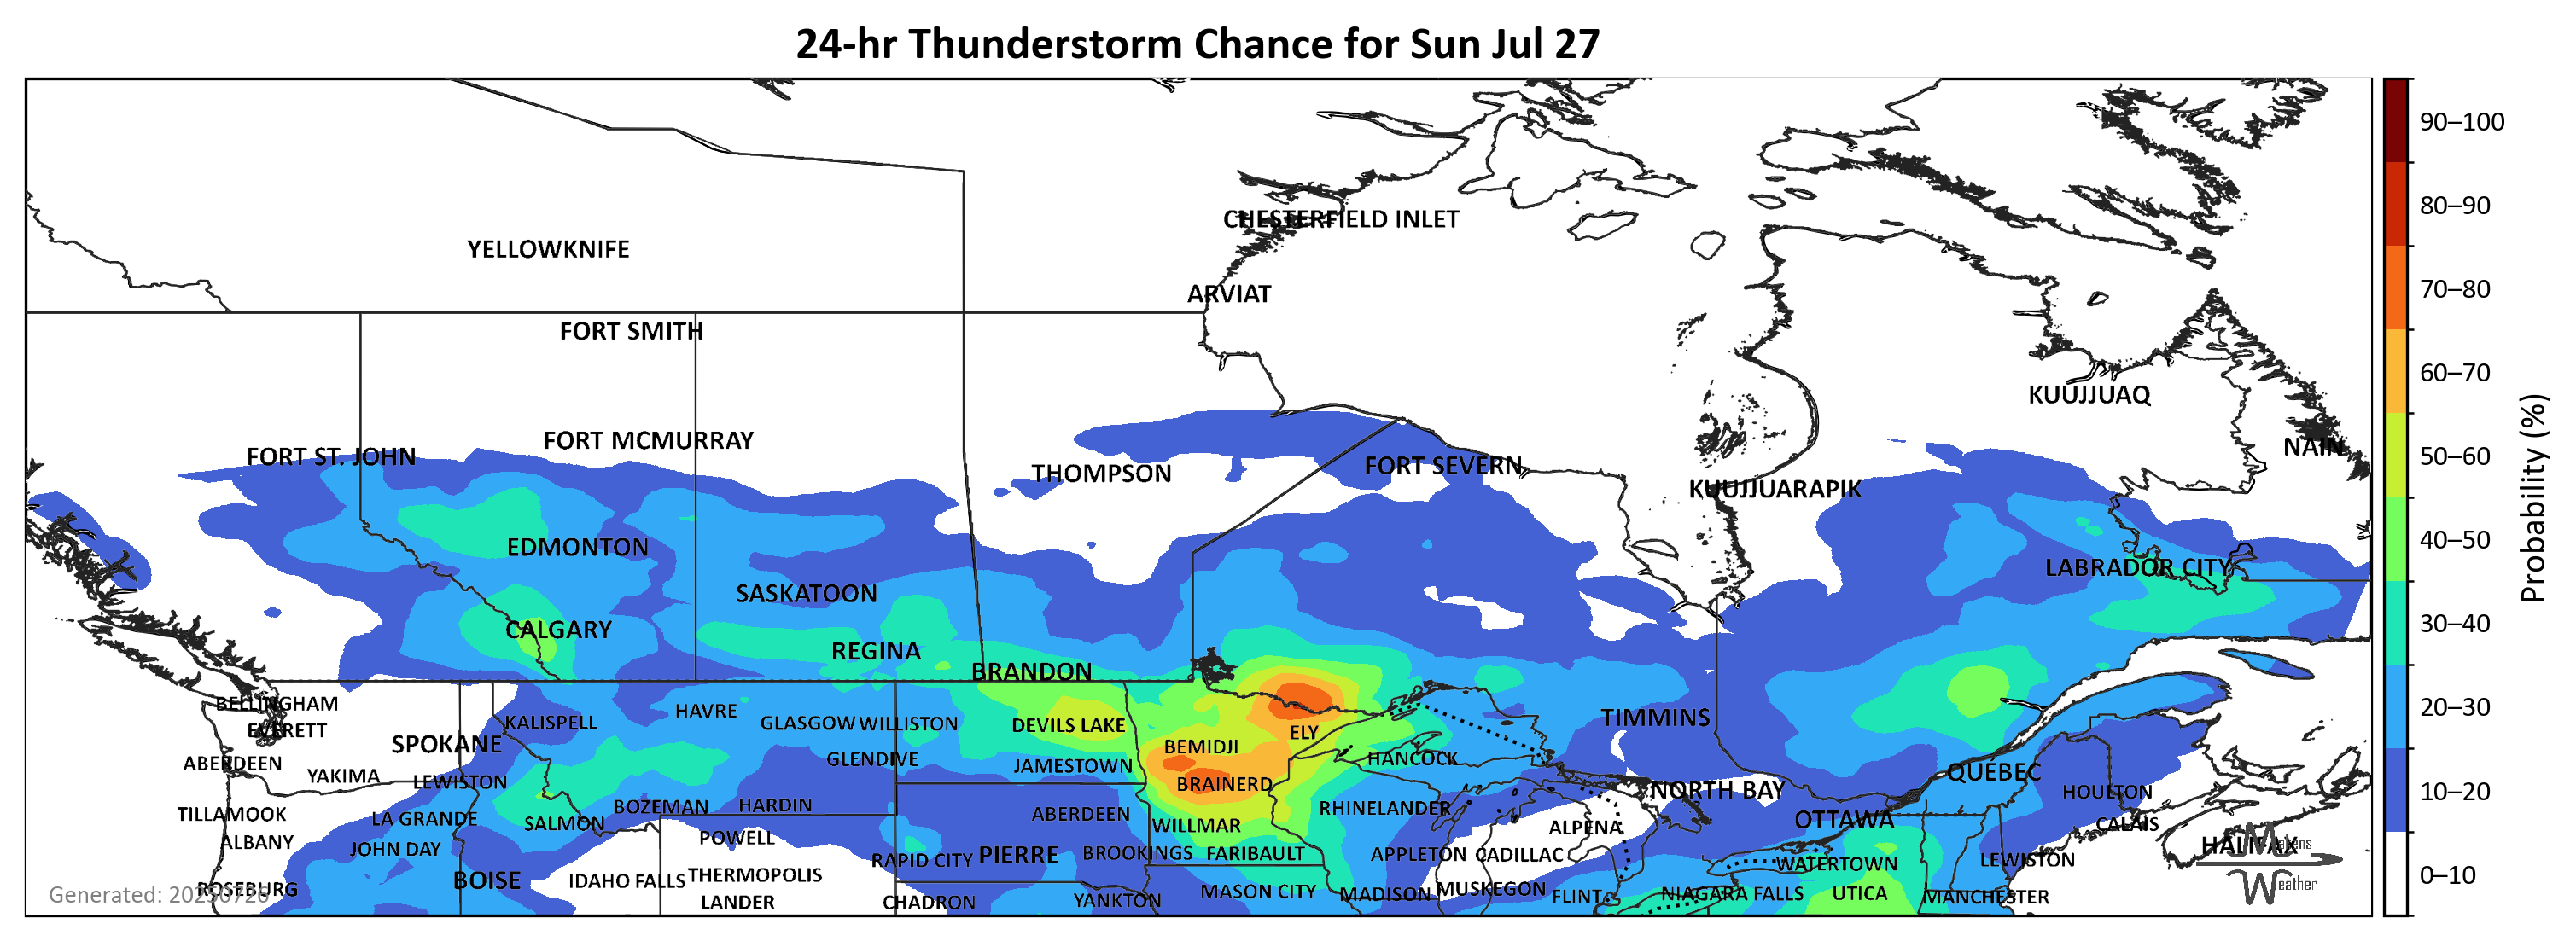 24-hr Thunderstorm Chance for Sun Jul 27
90–100
80–90
CHESTERFIELD INLET
YELLOWKNIFE
ARVIAT
70–80
FORT SMITH
60–70
KUUJJUAQ
FORT MCMURRAY
NAIN
FORT ST. JOHN
50–60
FORT SEVERN
THOMPSON
KUUJJUARAPIK
Probability (%)
EDMONTON
40–50
LABRADOR CITY
SASKATOON
CALGARY
30–40
REGINA
BRANDON
BELLINGHAM
HAVRE
20–30
TIMMINS
KALISPELL
GLASGOW
WILLISTON
DEVILS LAKE
EVERETT
ELY
SPOKANE
BEMIDJI
HANCOCK
GLENDIVE
ABERDEEN
JAMESTOWN
QUEBEC
YAKIMA
LEWISTON
BRAINERD
NORTH BAY
10–20
HOULTON
BOZEMAN
HARDIN
RHINELANDER
TILLAMOOK
ABERDEEN
LA GRANDE
OTTAWA
SALMON
WILLMAR
ALPENA
CALAIS
POWELL
ALBANY
HALIFAX
Makens
JOHN DAY
BROOKINGS
FARIBAULT
APPLETON
CADILLAC
PIERRE
RAPID CITY
LEWISTON
WATERTOWN
THERMOPOLIS
0–10
BOISE
IDAHO FALLS
Weather
ROSEBURG
MUSKEGON
MASON CITY
MADISON
NIAGARA FALLS
UTICA
Generated: 20250726
FLINT
MANCHESTER
YANKTON
LANDER
CHADRON